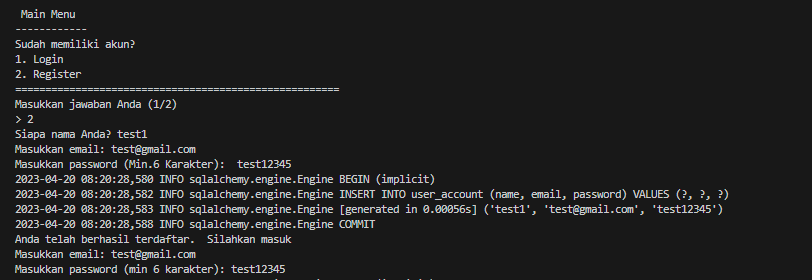 Main Menu
------------
Sudah memiliki akun?
1. Login
2. Register
======================================================
Masukkan jawaban Anda (1/2)
> 2
Siapa nama Anda? test1
Masukkan email: test@gmail.com
Masukkan password (Min.6 Karakter):  test12345
2023-04-20 08:20:28,580 INFO sqlalchemy.engine.Engine BEGIN (implicit)
2023-04-20 08:20:28,582 INFO sqlalchemy.engine.Engine INSERT INTO user_account (name, email, password) VALUES (?, ?, ?)
2023-04-20 08:20:28,583 INFO sqlalchemy.engine.Engine [generated in 0.00056s] ('test1', 'test@gmail.com', 'test12345')
2023-04-20 08:20:28,588 INFO sqlalchemy.engine.Engine COMMIT
Anda telah berhasil terdaftar.  Silahkan masuk
Masukkan email: test@gmail.com
Masukkan password (min 6 karakter): test12345